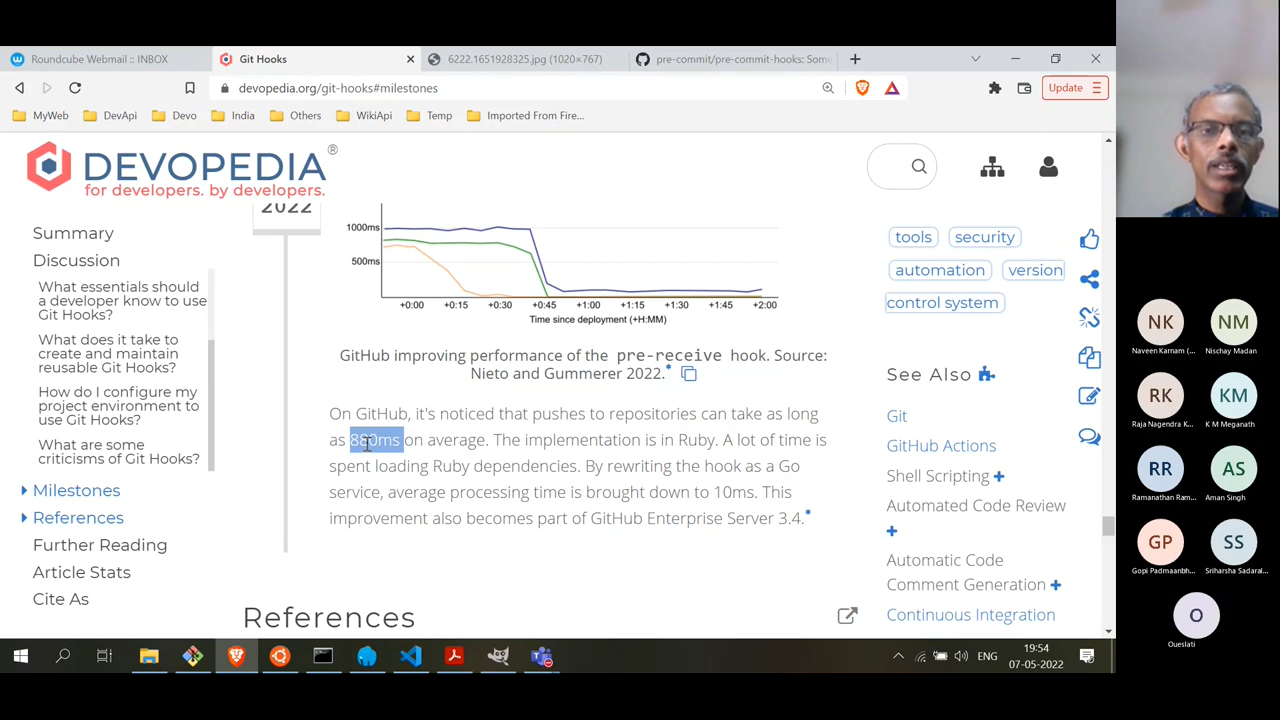 Roundcube Webmail :: INBOX
Git Hooks
6222.1651928325.jpg (1020×767)
pre-commit/pre-commit-hooks: Som
devopedia.org/git-hooks#milestones
Update
MyWeb
DevApi
Devo
India
Others
WikiApi
Temp
Imported From Fire...
DEVOPEDIA®
for developers. by developers.
Summary
Discussion
What essentials should
a developer know to use
Git Hooks?
What does it take to
create and maintain
reusable Git Hooks?
How do I configure my
project environment to
use Git Hooks?
What are some
criticisms of Git Hooks?
Milestones
References
Further Reading
Article Stats
Cite As
2022
1000ms
500ms
+0:00 +0:15 +0:30 +0:45 +1:00 +1:15 +1:30 +1:45 +2:00
Time since deployment (+H:MM)
GitHub improving performance of the pre-receive hook. Source:
Nieto and Gummerer 2022.*
On GitHub, it's noticed that pushes to repositories can take as long
as 880ms on average. The implementation is in Ruby. A lot of time is
spent loading Ruby dependencies. By rewriting the hook as a Go
service, average processing time is brought down to 10ms. This
improvement also becomes part of GitHub Enterprise Server 3.4.*
References
tools
security
automation
version
control system
See Also
Git
GitHub Actions
Shell Scripting +
Automated Code Review
+
Automatic Code
Comment Generation +
Continuous Integration
NK
Naveen Karnam (...
NM
Nischay Madan
RK
Raja Nagendra K...
KM
K M Meganath
RR
Ramanathan Ram...
AS
Aman Singh
GP
Gopi Padmaanbh...
SS
Sriharsha Sadaral...
O
Oueslati
ENG
19:54
07-05-2022